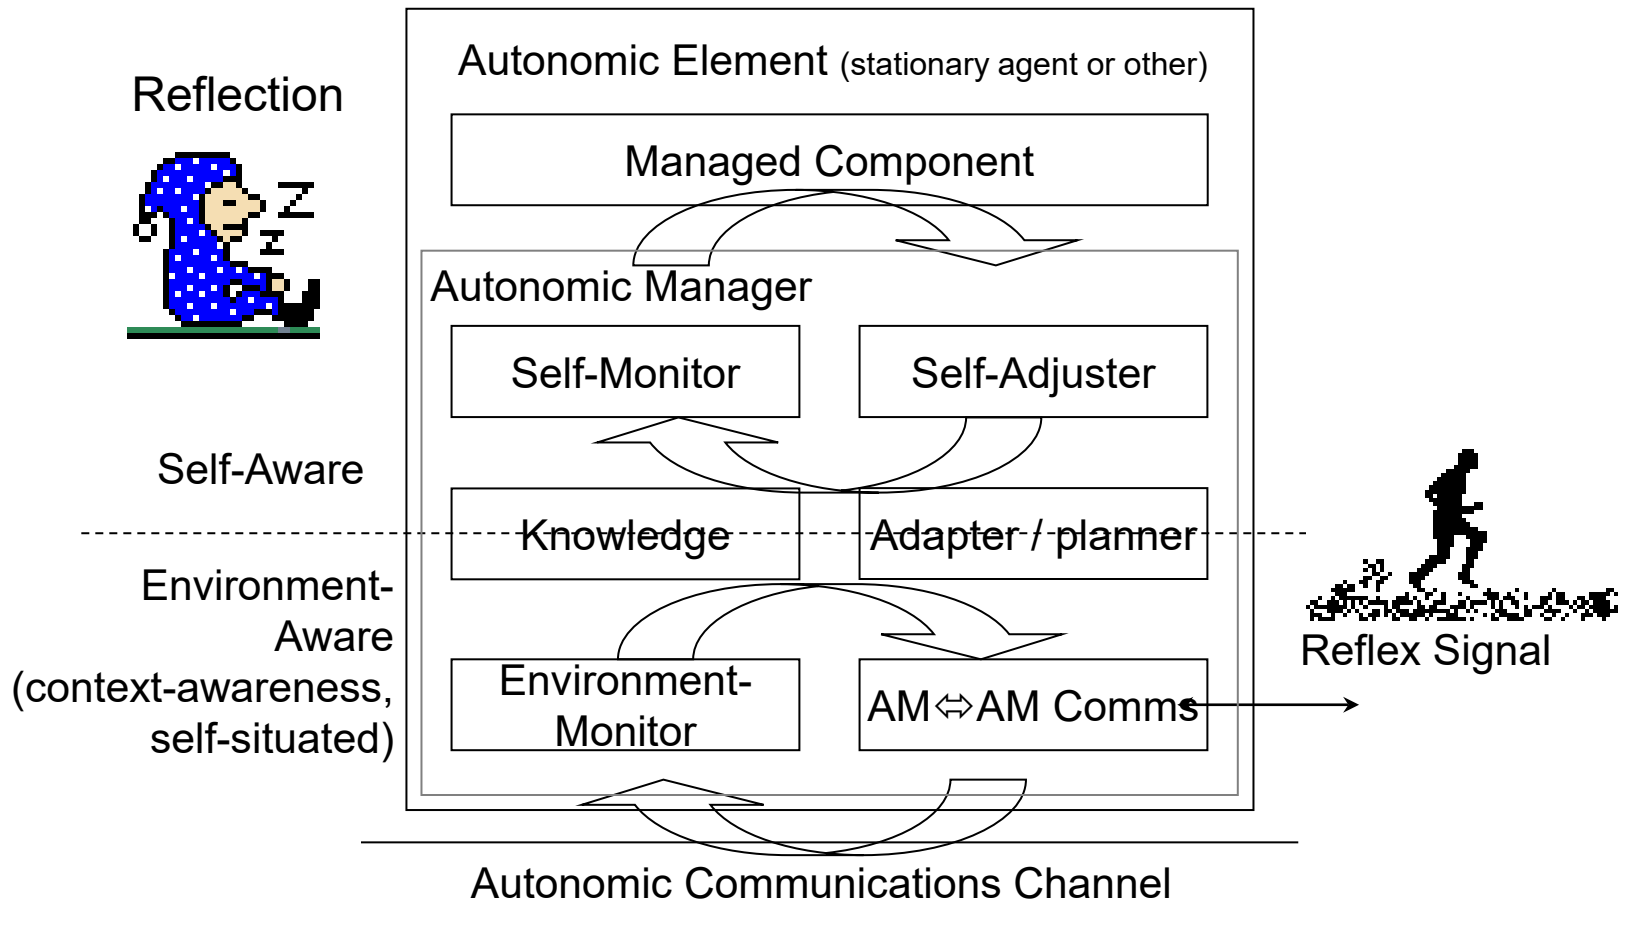 Autonomic Element (stationary agent or other)
Reflection
Managed Component
Z
z
Autonomic Manager
Self-Monitor
Self-Adjuster
Self-Aware
Knowledge
Adapter / planner
Environment-
Aware
(context-awareness,
self-situated)
Environment-
Monitor
AM⬄AM Comms
Reflex Signal
Autonomic Communications Channel